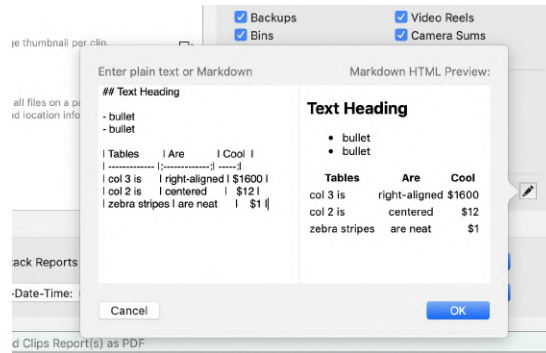 Backups
Video Reels
Bins
Camera Sums
ge thumbnail per clip.
Enter plain text or Markdown
Markdown HTML Preview:
all files on a pa
nd location info
## Text Heading
- bullet
- bullet
| Tables | Are | Cool |
| ------------- |:-------------:| -----:|
| col 3 is | right-aligned | $1600 |
| col 2 is | centered | $12 |
| zebra stripes | are neat | $1 |
Text Heading
• bullet
• bullet
Tables Are Cool
col 3 is right-aligned $1600
col 2 is centered $12
zebra stripes are neat $1
ack Reports
-Date-Time:
Cancel
OK
d Clips Report(s) as PDF